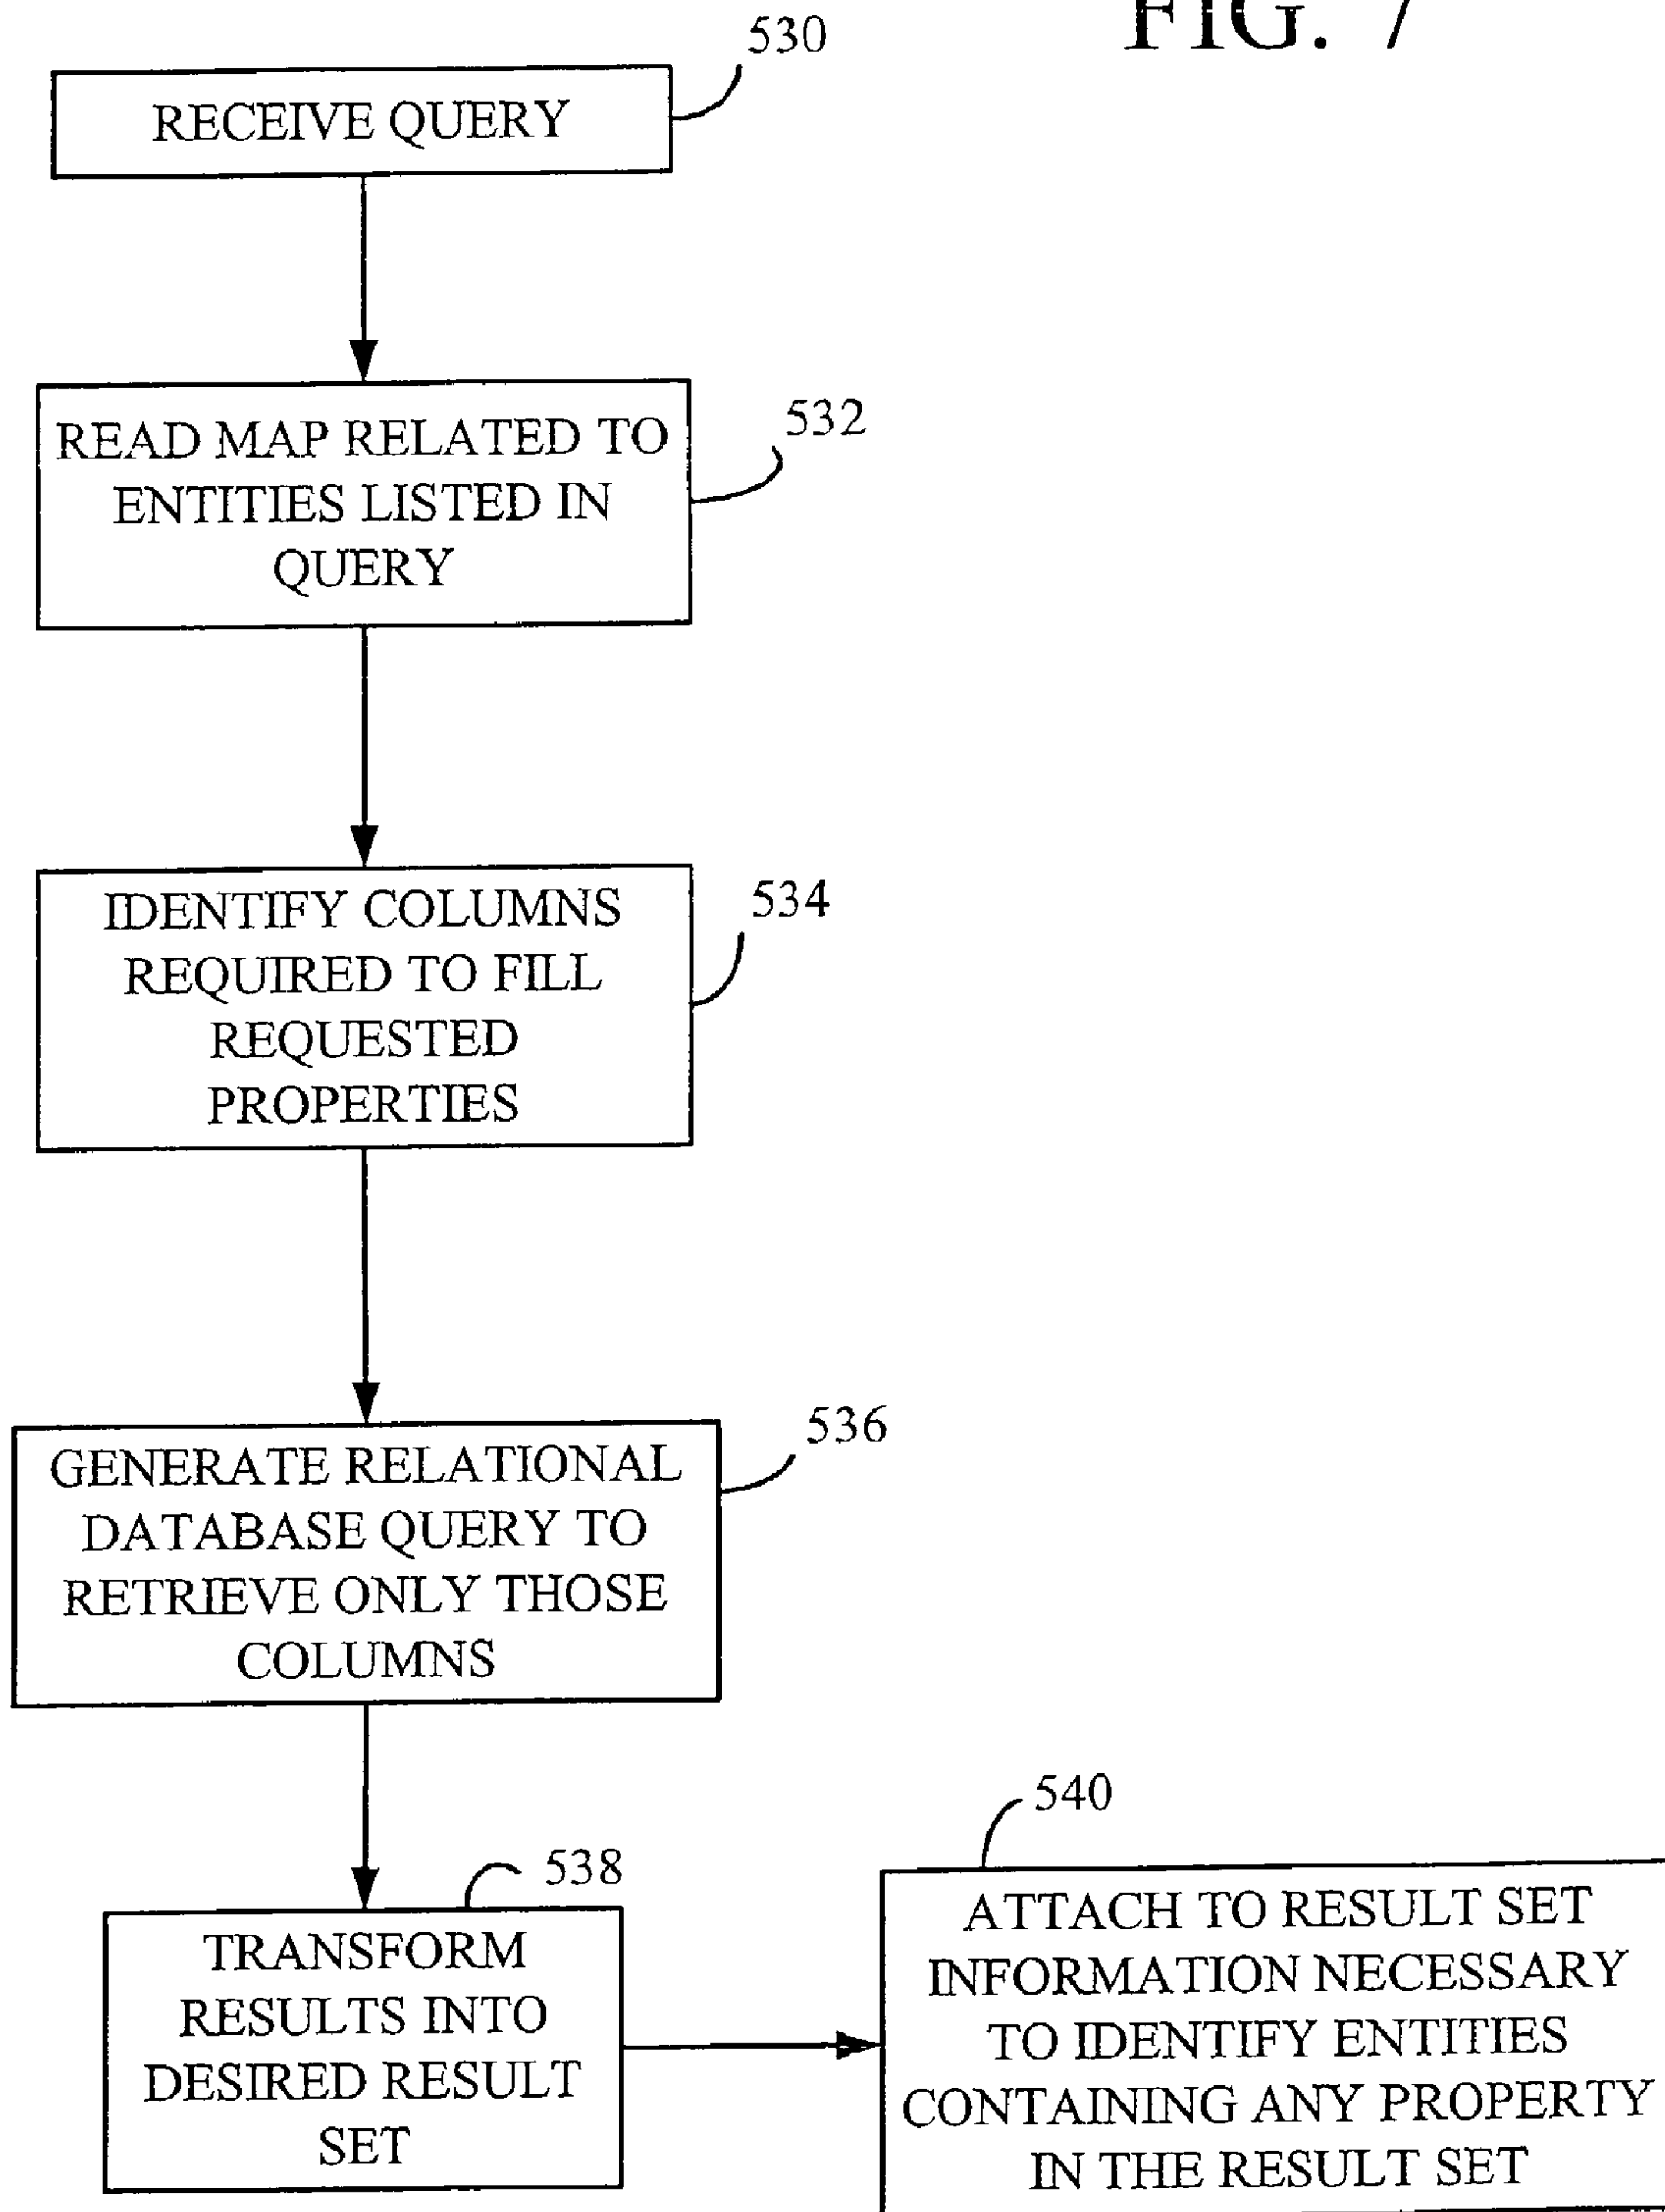 FIG. 7
530
RECEIVE QUERY
532
READ MAP RELATED TO
ENTITIES LISTED IN
QUERY
534
IDENTIFY COLUMNS
REQUIRED TO FILL
REQUESTED
PROPERTIES
536
GENERATE RELATIONAL
DATABASE QUERY TO
RETRIEVE ONLY THOSE
COLUMNS
538
TRANSFORM
RESULTS INTO
DESIRED RESULT
SET
540
ATTACH TO RESULT SET
INFORMATION NECESSARY
TO IDENTIFY ENTITIES
CONTAINING ANY PROPERTY
IN THE RESULT SET